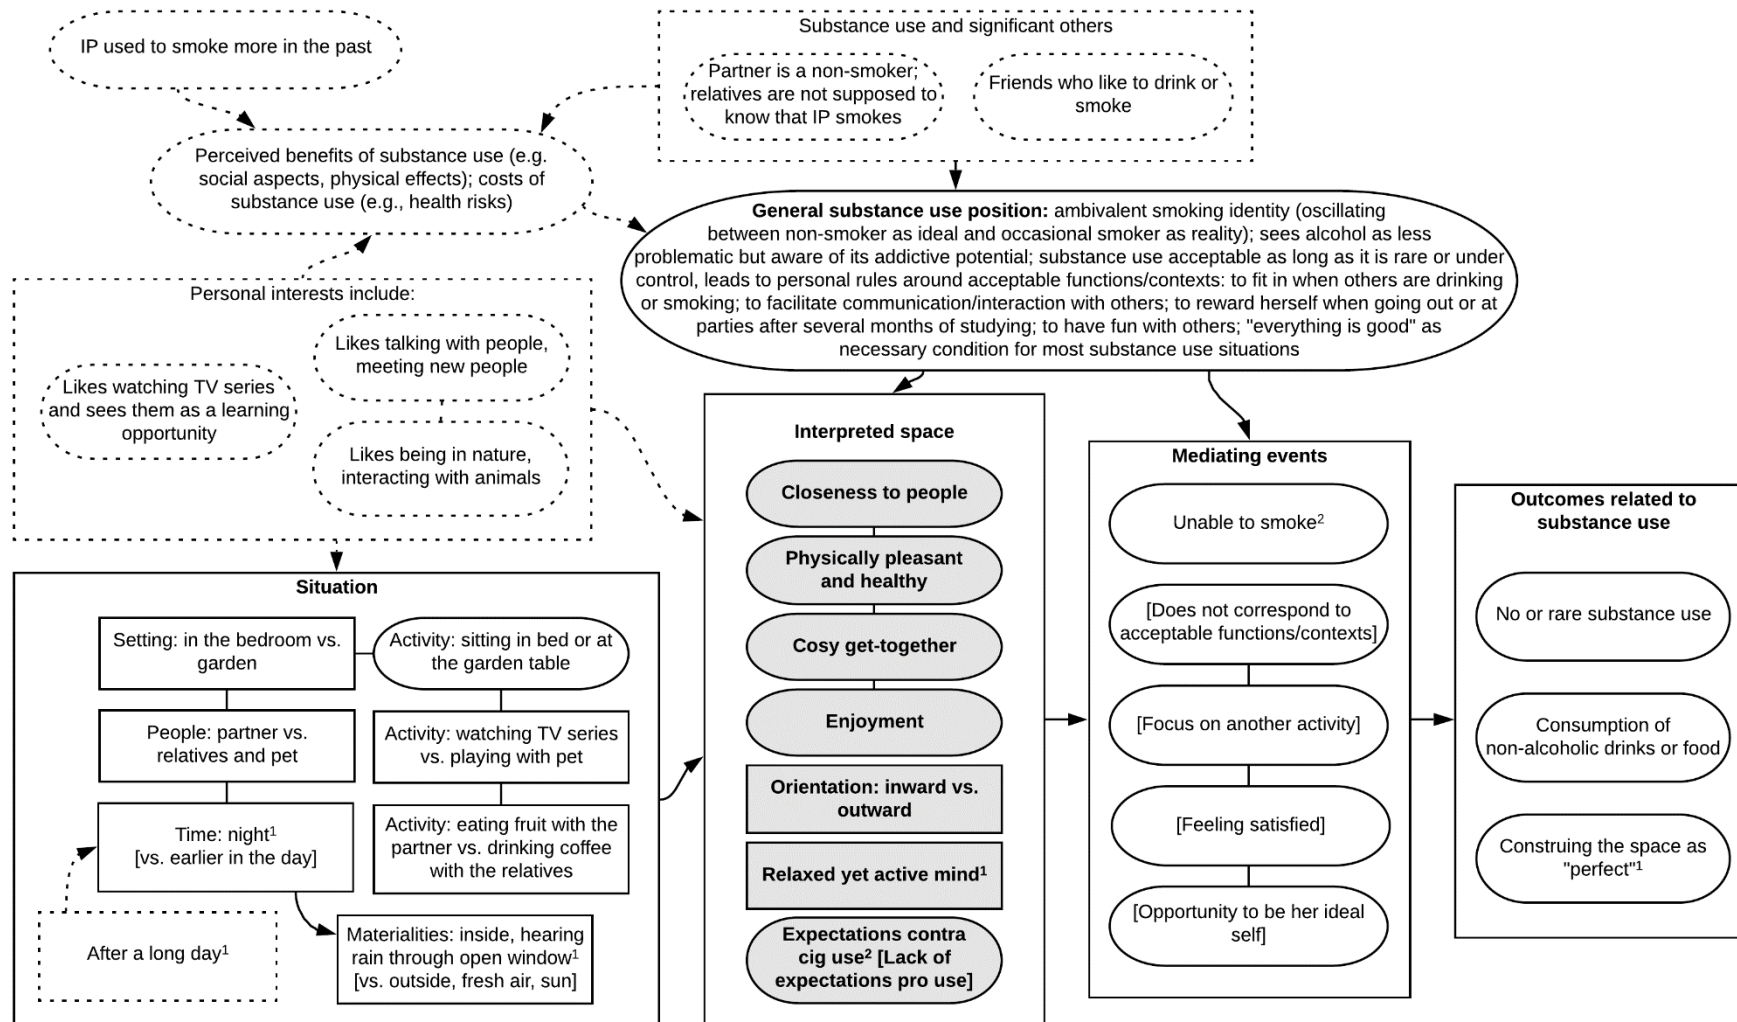 IP used to smoke more in the past
Substance use and significant others
Partner is a non-smoker;
relatives are not supposed to
know that IP smokes
Friends who like to drink or
smoke
Perceived benefits of substance use (e.g.
social aspects, physical effects); costs of
substance use (e.g., health risks)
General substance use position: ambivalent smoking identity (oscillating
between non-smoker as ideal and occasional smoker as reality); sees alcohol as less
problematic but aware of its addictive potential; substance use acceptable as long as it is rare or under
control, leads to personal rules around acceptable functions/contexts: to fit in when others are drinking
or smoking; to facilitate communication/interaction with others; to reward herself when going out or at
parties after several months of studying; to have fun with others; "everything is good" as
necessary condition for most substance use situations
Personal interests include:
Likes talking with people,
meeting new people
Likes watching TV series
and sees them as a learning
opportunity
Likes being in nature,
interacting with animals
Situation
Setting: in the bedroom vs.
garden
Activity: sitting in bed or at
the garden table
People: partner vs.
relatives and pet
Activity: watching TV series
vs. playing with pet
Time: night¹
[vs. earlier in the day]
Activity: eating fruit with the
partner vs. drinking coffee
with the relatives
After a long day¹
Materialities: inside, hearing
rain through open window¹
[vs. outside, fresh air, sun]
Interpreted space
Closeness to people
Physically pleasant
and healthy
Cosy get-together
Enjoyment
Orientation: inward vs.
outward
Relaxed yet active mind¹
Expectations contra
cig use² [Lack of
expectations pro use]
Mediating events
Unable to smoke²
[Does not correspond to
acceptable functions/contexts]
[Focus on another activity]
[Feeling satisfied]
[Opportunity to be her ideal
self]
Outcomes related to
substance use
No or rare substance use
Consumption of
non-alcoholic drinks or food
Construing the space as
"perfect"¹